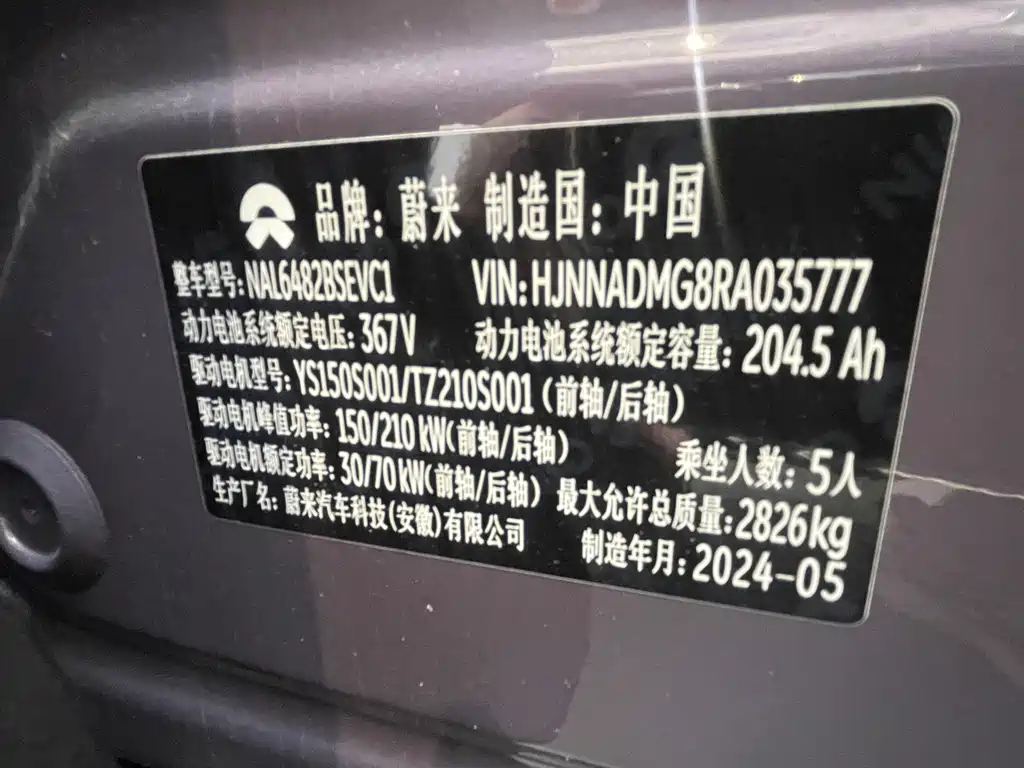 品牌: 蔚来 制造国: 中国
整车型号: NAL6482BSEVC1 VIN: HJNNADMG8RA035777
动力电池系统额定电压: 367V 动力电池系统额定容量: 204.5 Ah
驱动电机型号: YS150S001/TZ210S001 (前轴/后轴)
驱动电机峰值功率: 150/210 kW(前轴/后轴)
乘坐人数: 5人
驱动电机额定功率: 30/70 kW(前轴/后轴) 最大允许总质量: 2826kg
生产厂名: 蔚来汽车科技(安徽)有限公司 制造年月: 2024-05